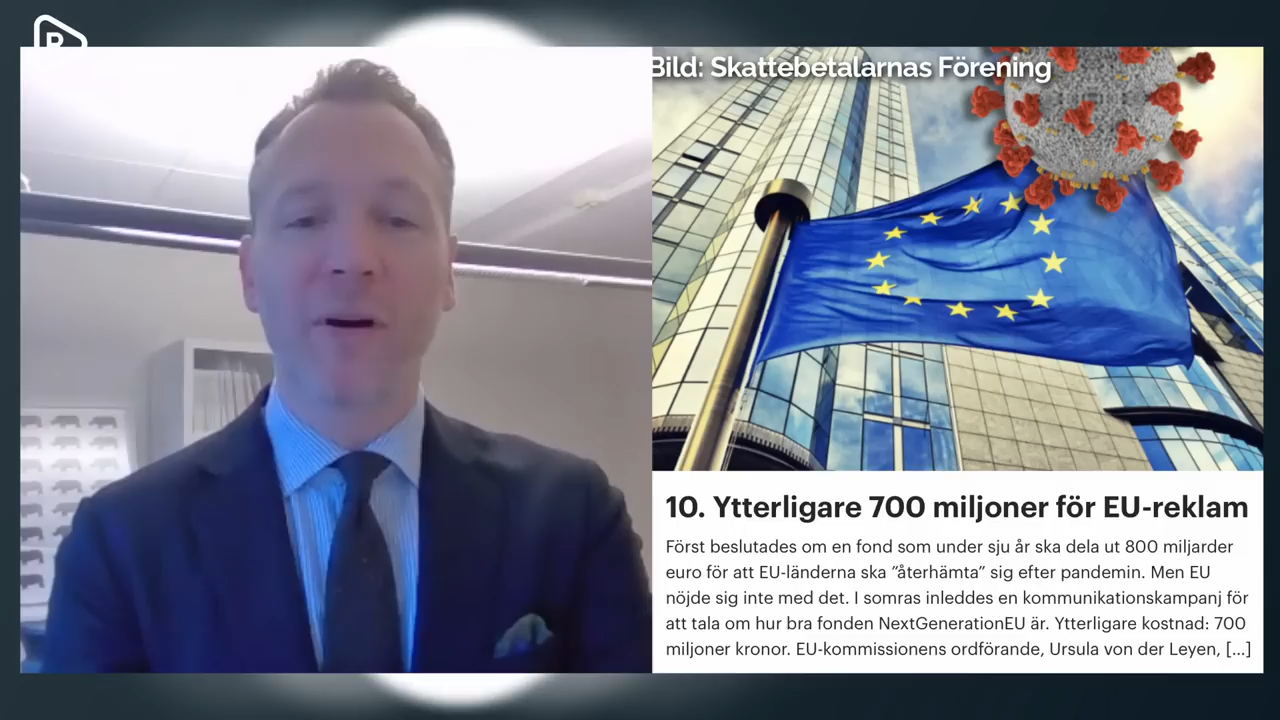 R
Bild: Skattebetalarnas Förening
10. Ytterligare 700 miljoner för EU-reklam
Först beslutades om en fond som under sju år ska dela ut 800 miljarder
euro för att EU-länderna ska ”återhämta” sig efter pandemin. Men EU
nöjde sig inte med det. I somras inleddes en kommunikationskampanj för
att tala om hur bra fonden NextGenerationEU är. Ytterligare kostnad: 700
miljoner kronor. EU-kommissionens ordförande, Ursula von der Leyen, [...]